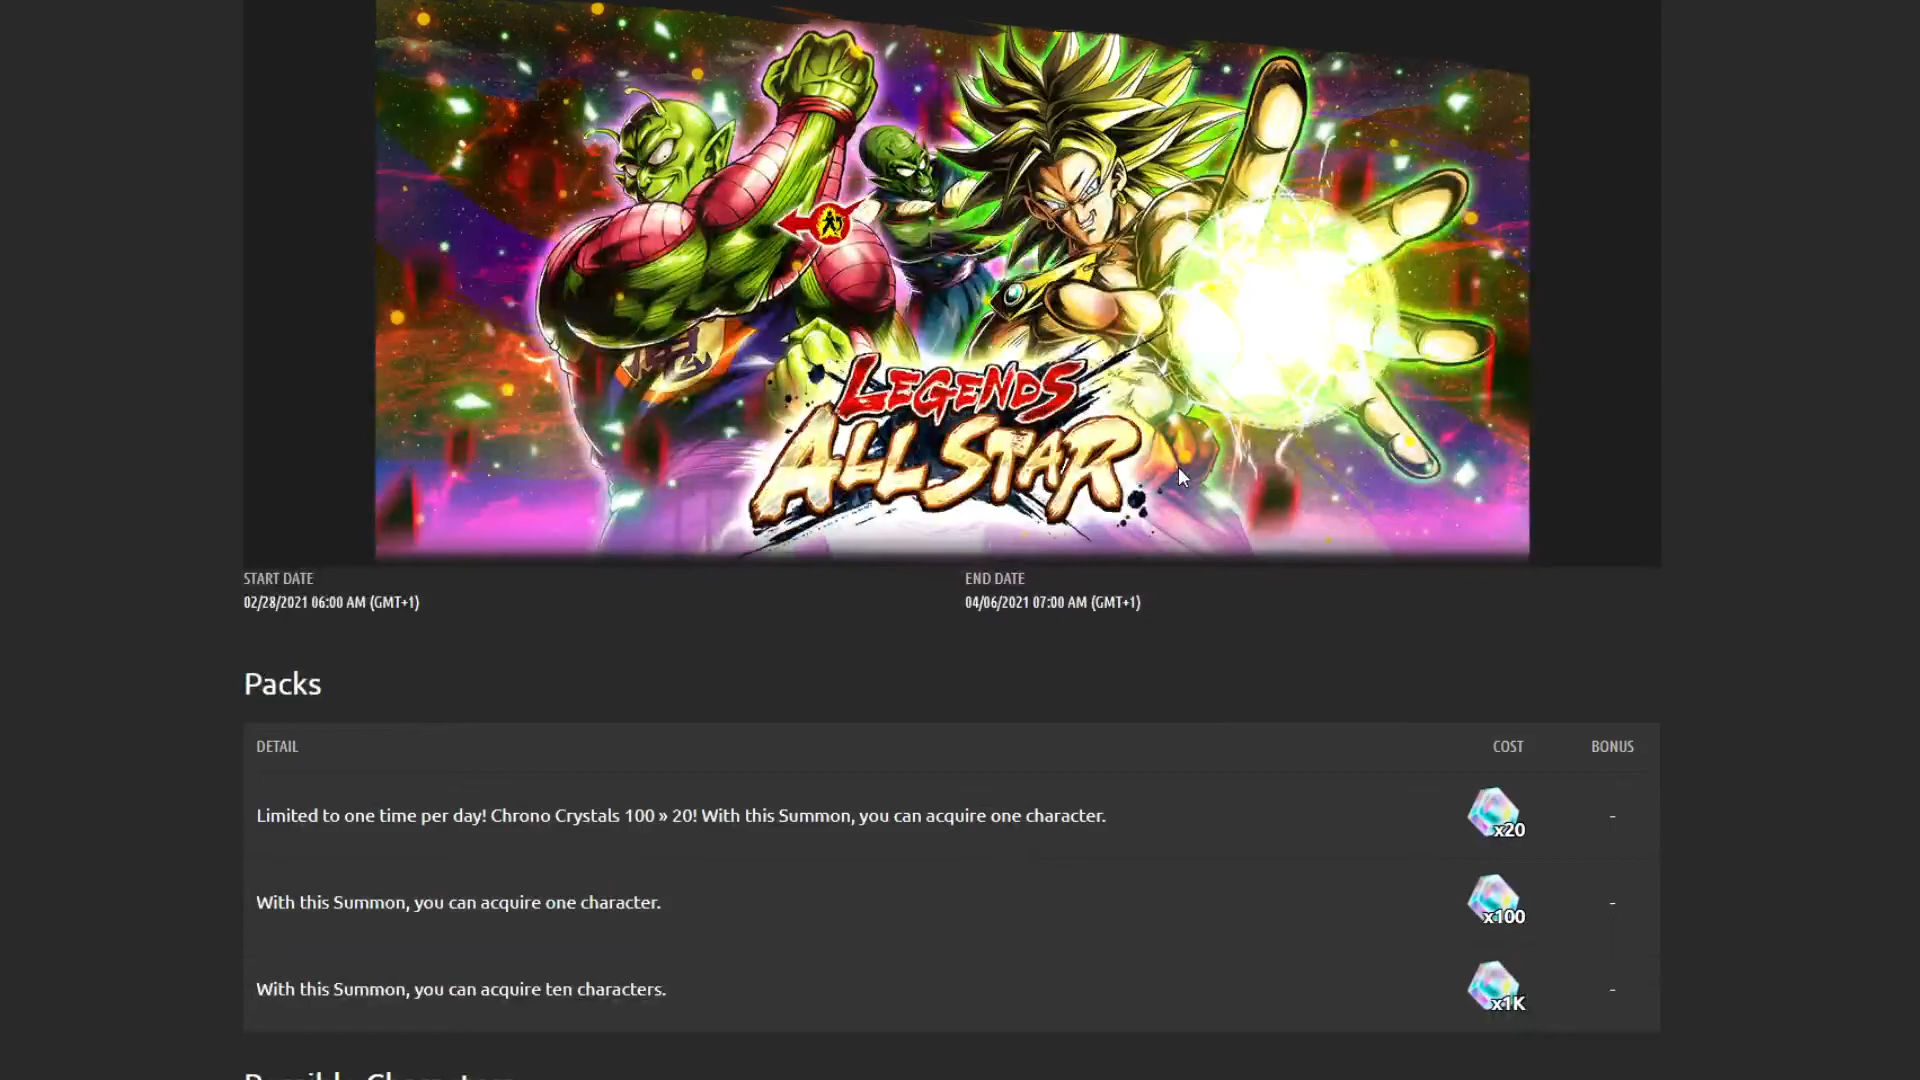 LEGENDS
ALL STAR
START DATE
02/28/2021 06:00 AM (GMT+1)
END DATE
04/06/2021 07:00 AM (GMT+1)
Packs
DETAIL COST BONUS
Limited to one time per day! Chrono Crystals 100 » 20! With this Summon, you can acquire one character. x20 -
With this Summon, you can acquire one character. x100 -
With this Summon, you can acquire ten characters. x1K -